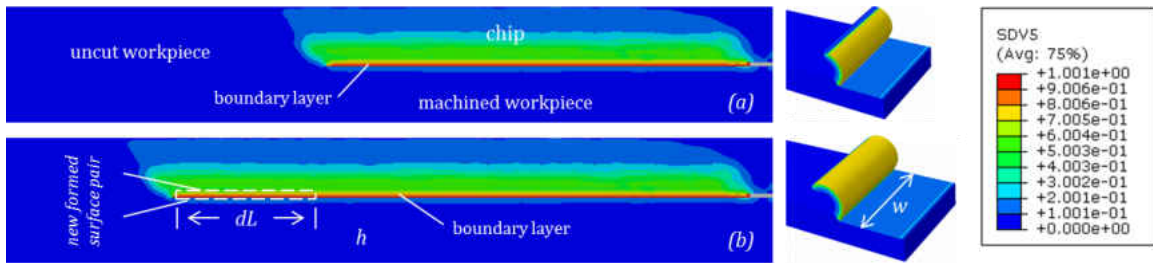 uncut workpiece
chip
boundary layer
machined workpiece
(a)
new formed
surface pair
dL
h
boundary layer
(b)
w
SDV5
(Avg: 75%)
+1.001e+00
+9.006e-01
+8.006e-01
+7.005e-01
+6.004e-01
+5.003e-01
+4.003e-01
+3.002e-01
+2.001e-01
+1.001e-01
+0.000e+00